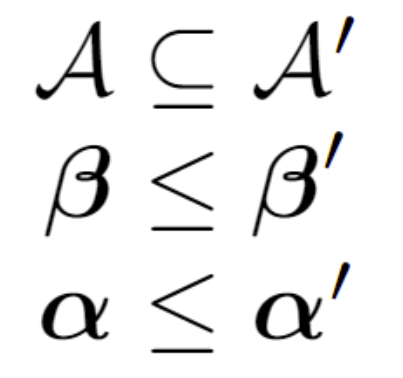 𝒜 ⊆ 𝒜′
β ≤ β′
α ≤ α′